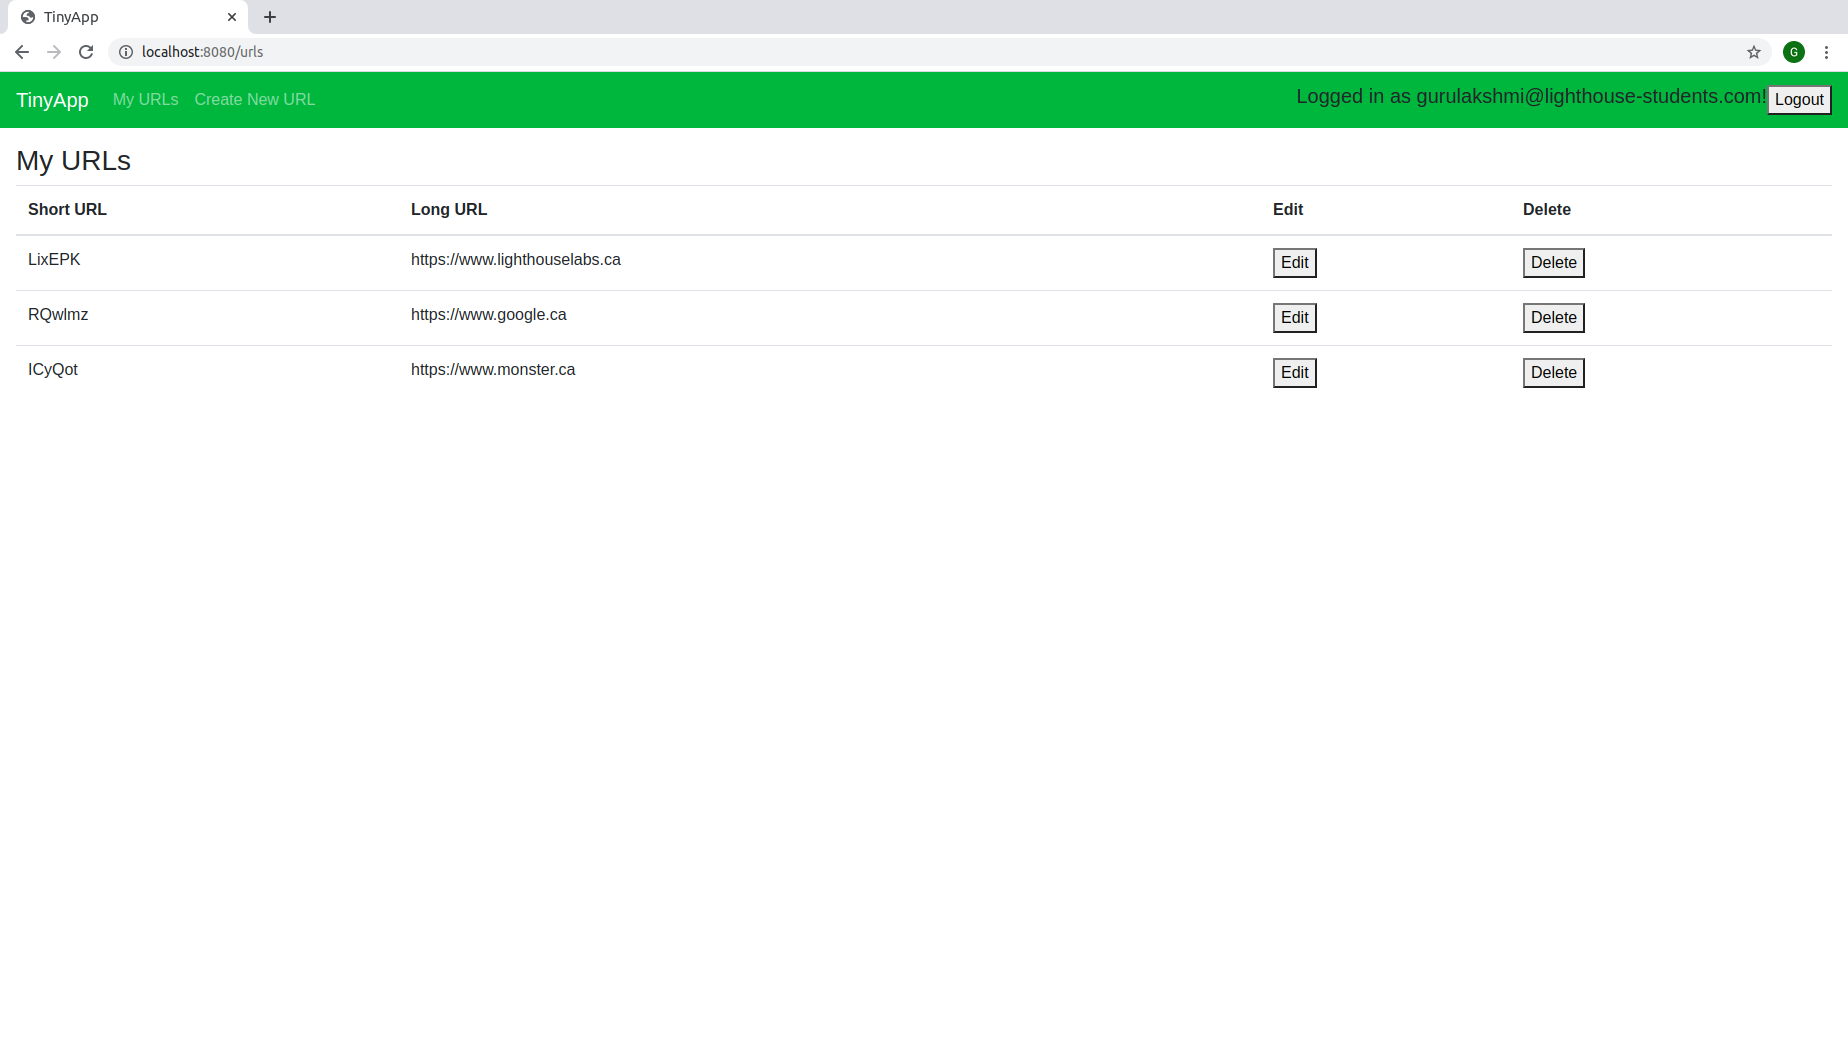 TinyApp
localhost:8080/urls
G
TinyApp My URLs Create New URL Logged in as gurulakshmi@lighthouse-students.com! Logout
My URLs
Short URL Long URL Edit Delete
LixEPK https://www.lighthouselabs.ca Edit Delete
RQwlmz https://www.google.ca Edit Delete
ICyQot https://www.monster.ca Edit Delete